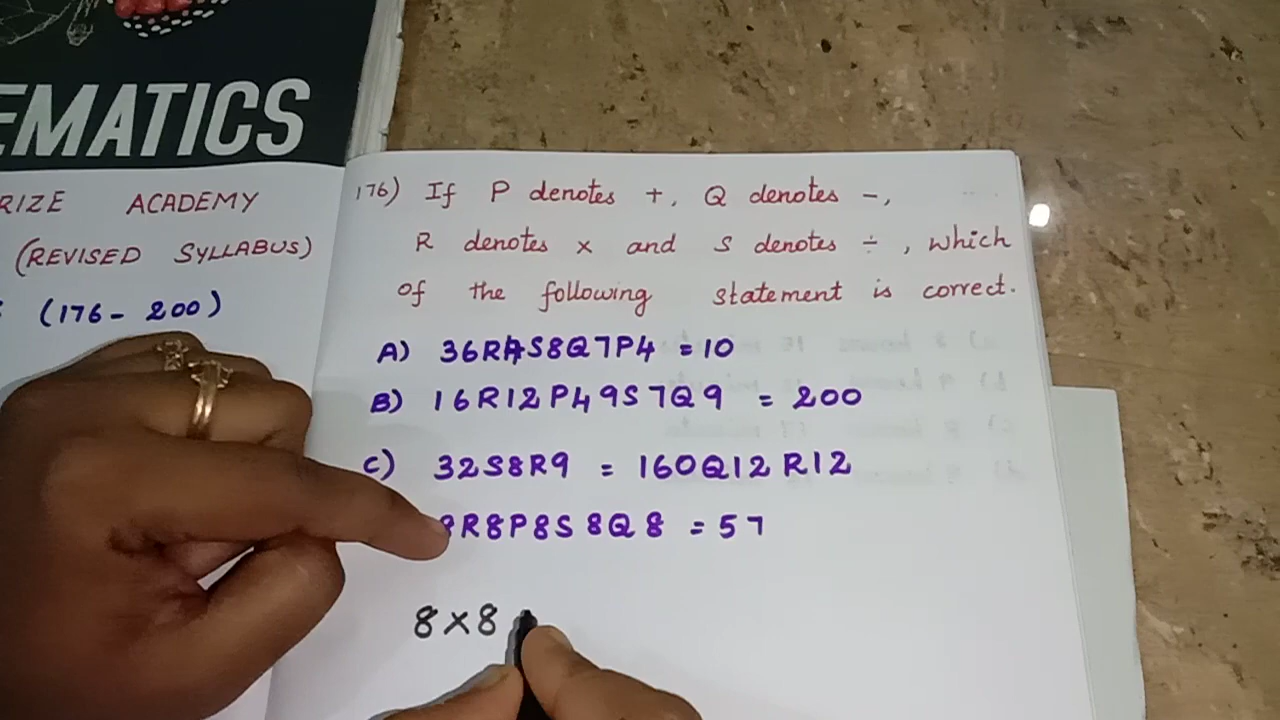 EMATICS
RIZE ACADEMY
(REVISED SYLLABUS)
(176 - 200)
176) If P denotes +, Q denotes -,
R denotes × and S denotes ÷, which
of the following statement is correct.
A) 36R4S8Q7P4 = 10
B) 16R12P49S7Q9 = 200
C) 32S8R9 = 160Q12R12
8R8P8S8Q8 = 57
8×8